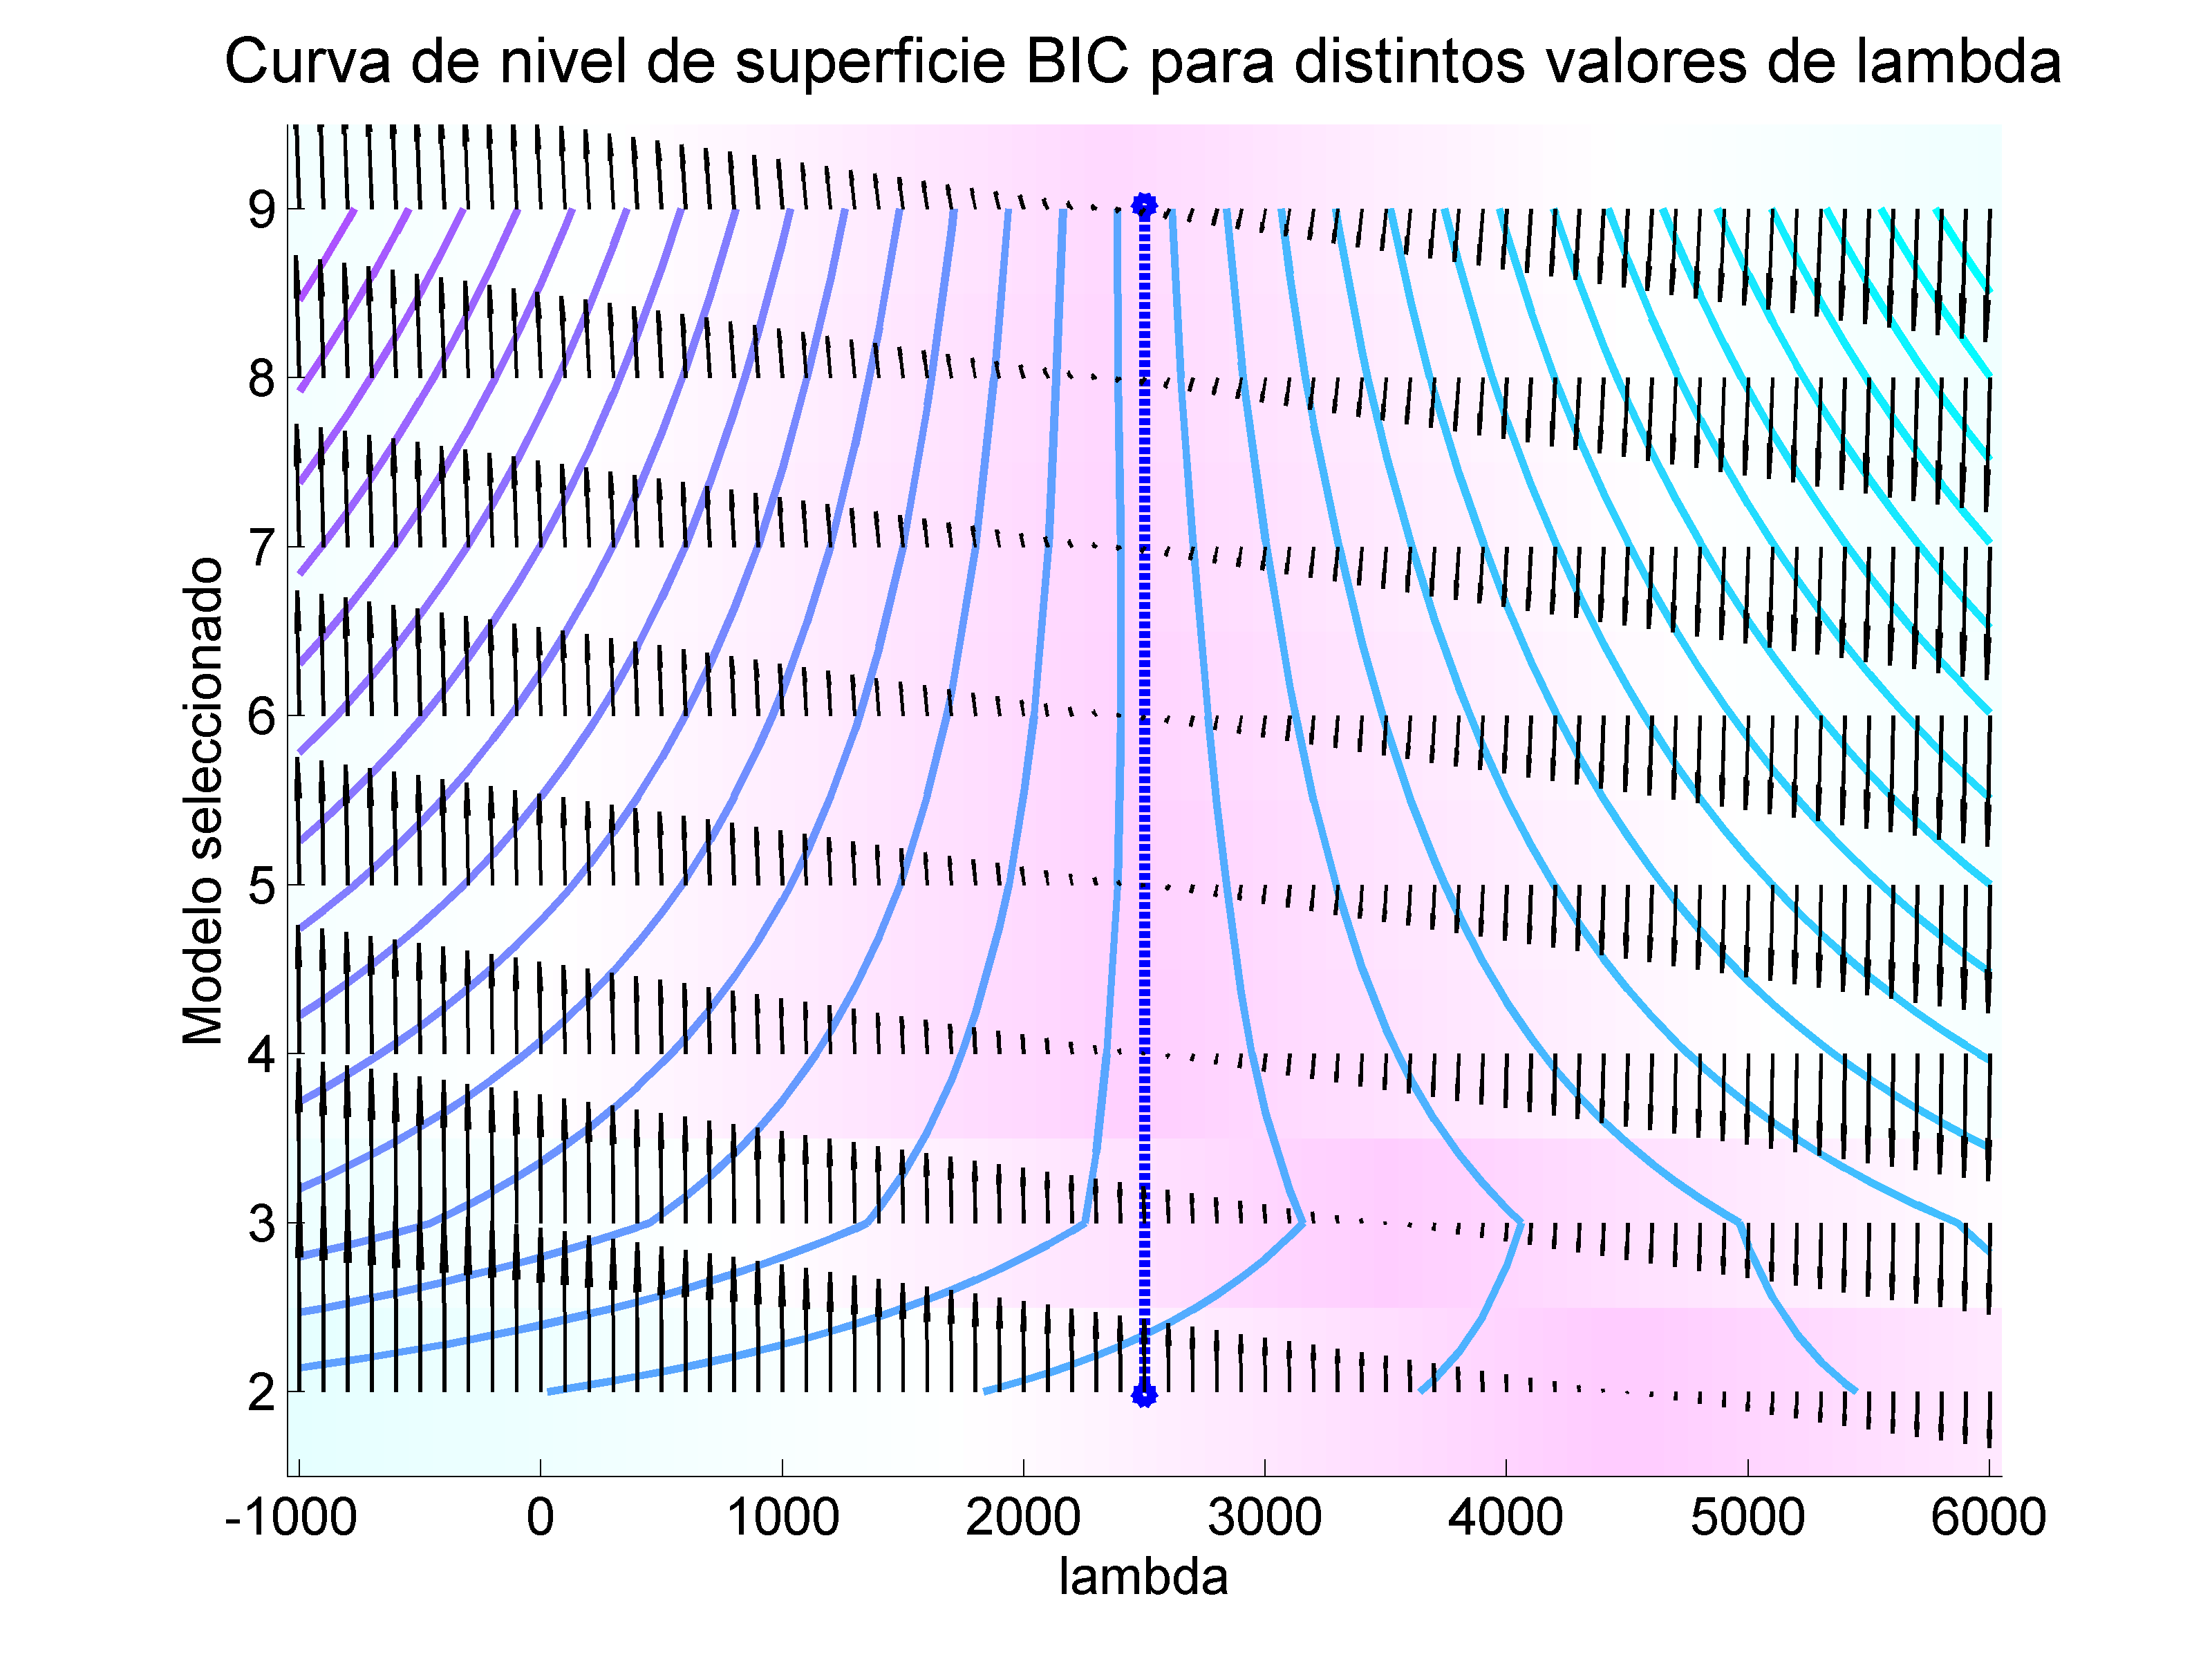 Curva de nivel de superficie BIC para distintos valores de lambda
Modelo seleccionado
9
8
7
6
5
4
3
2
-1000 0 1000 2000 3000 4000 5000 6000
lambda